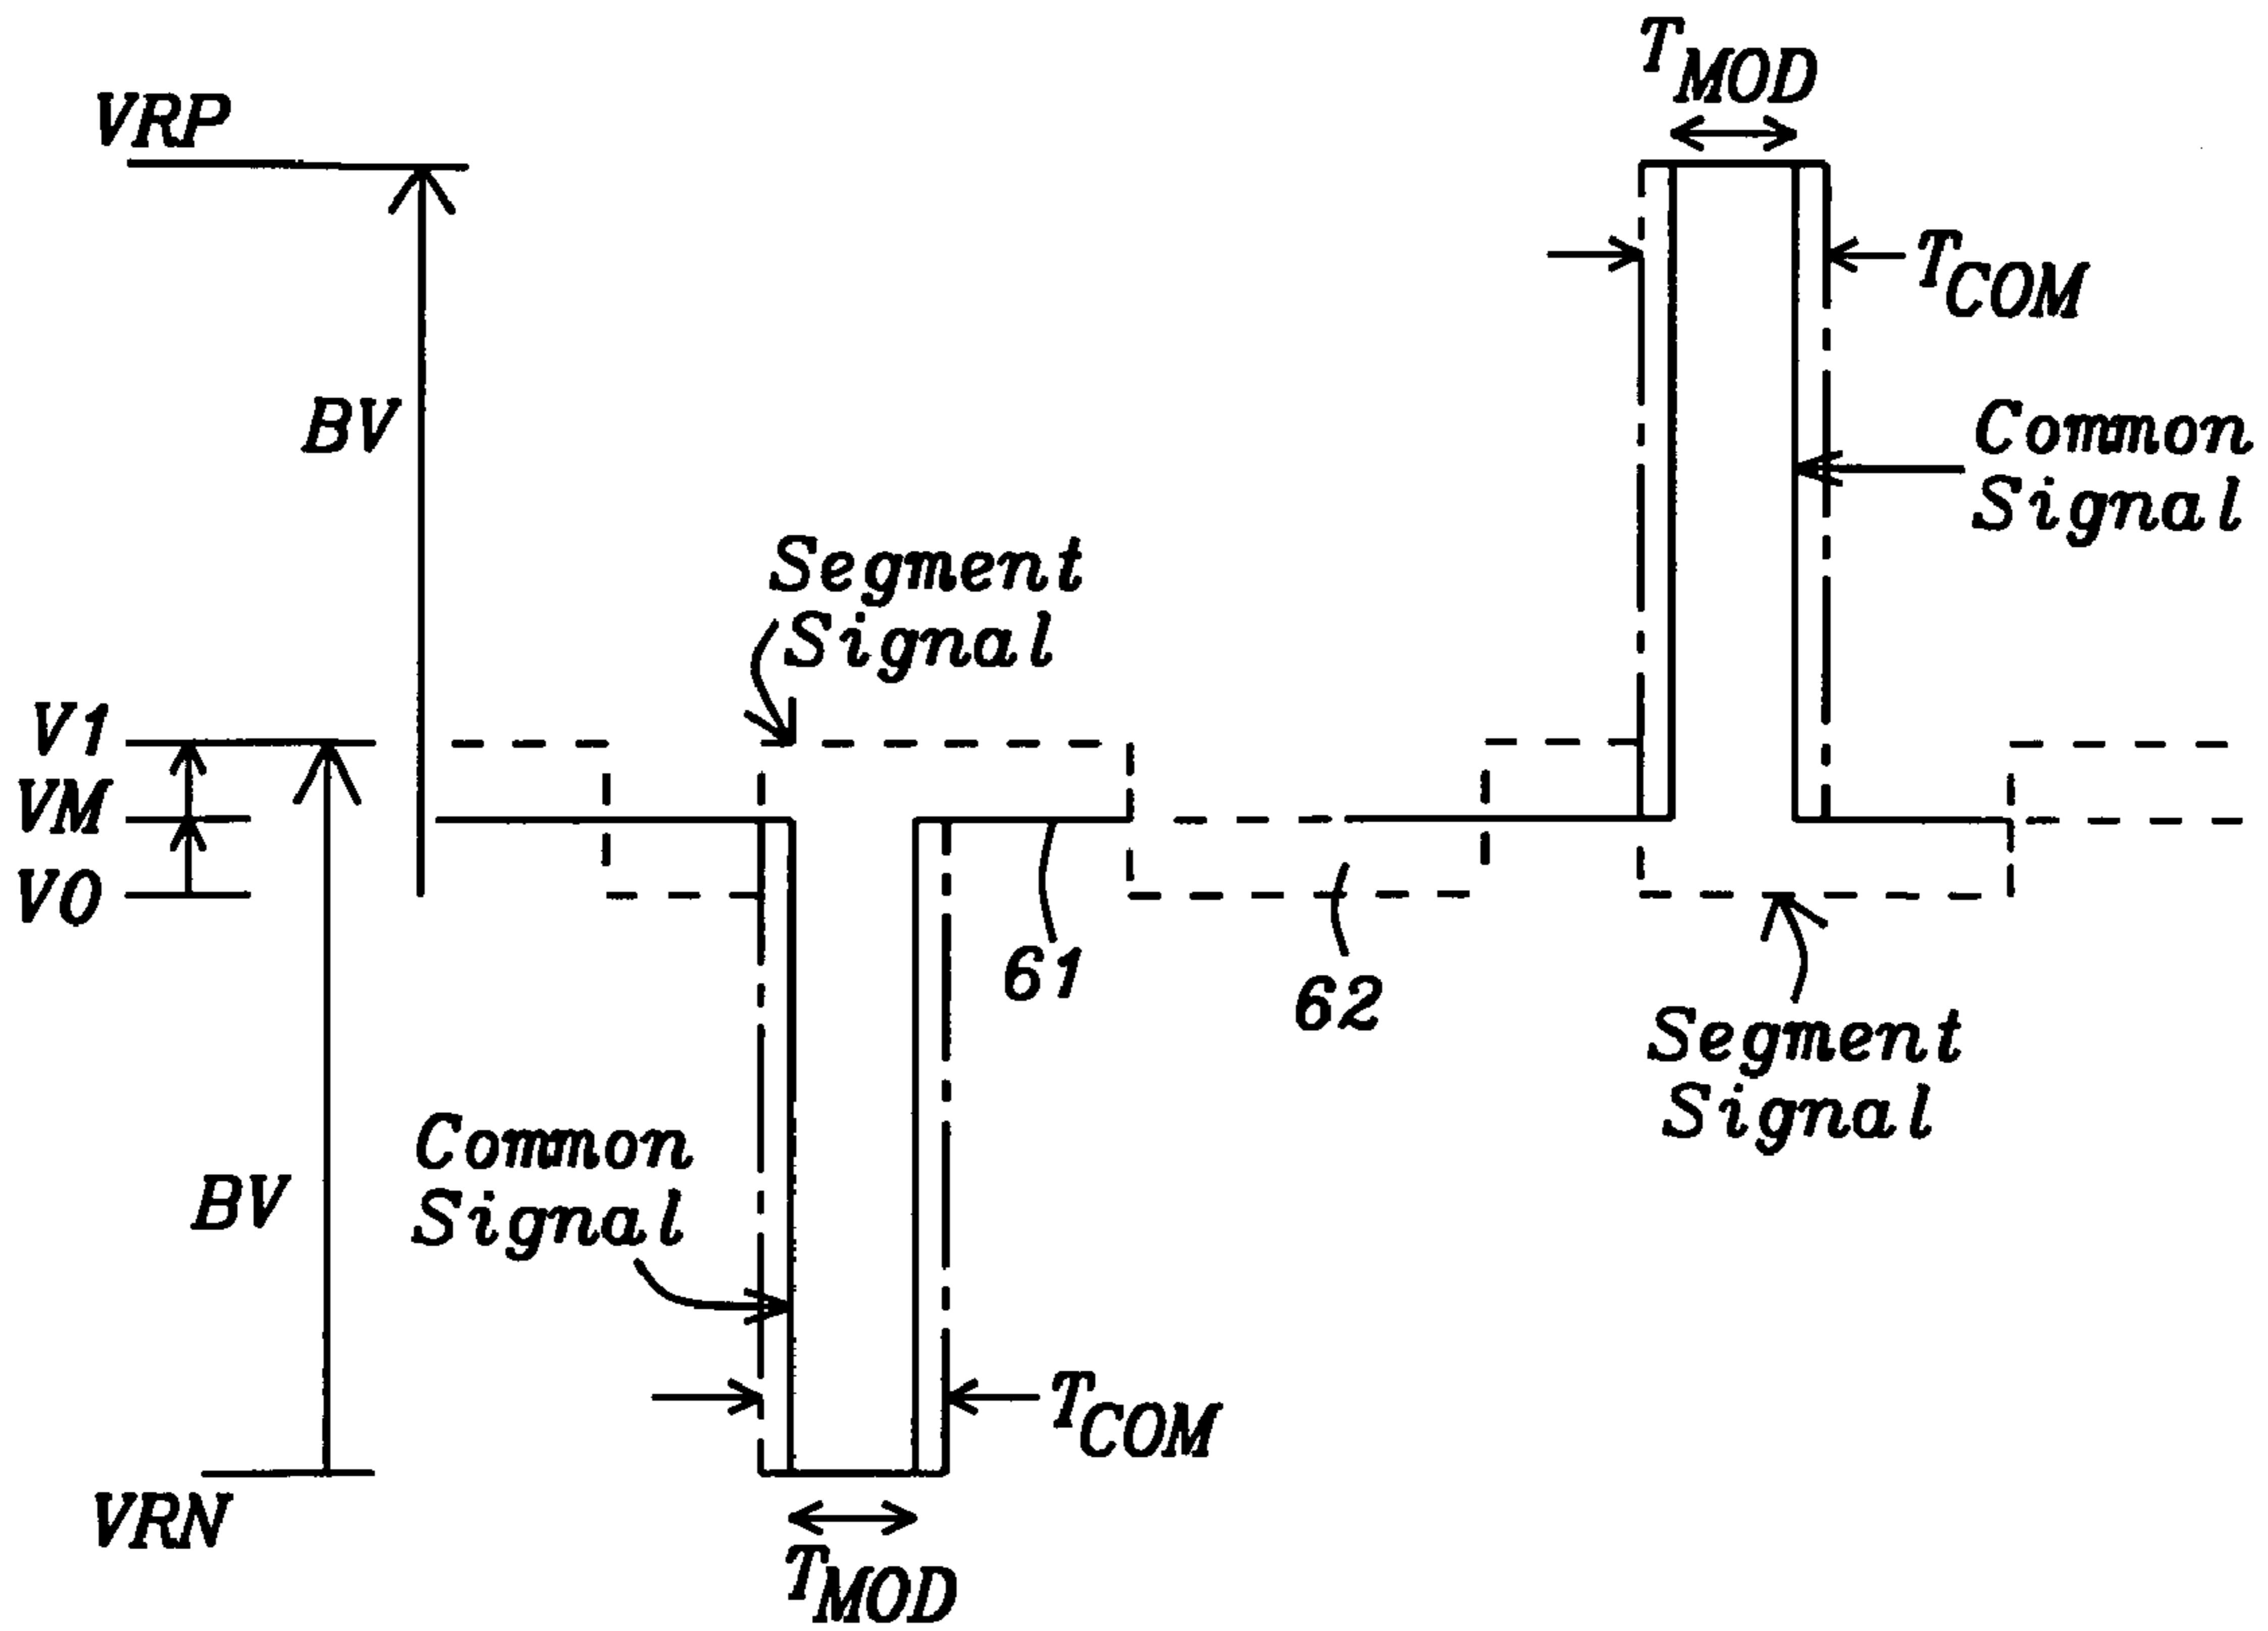 T_MOD
VRP
T_COM
BV
Common
Signal
Segment
Signal
V1
VM
VO
61
62
Segment
Signal
Common
Signal
BV
T_COM
VRN
T_MOD